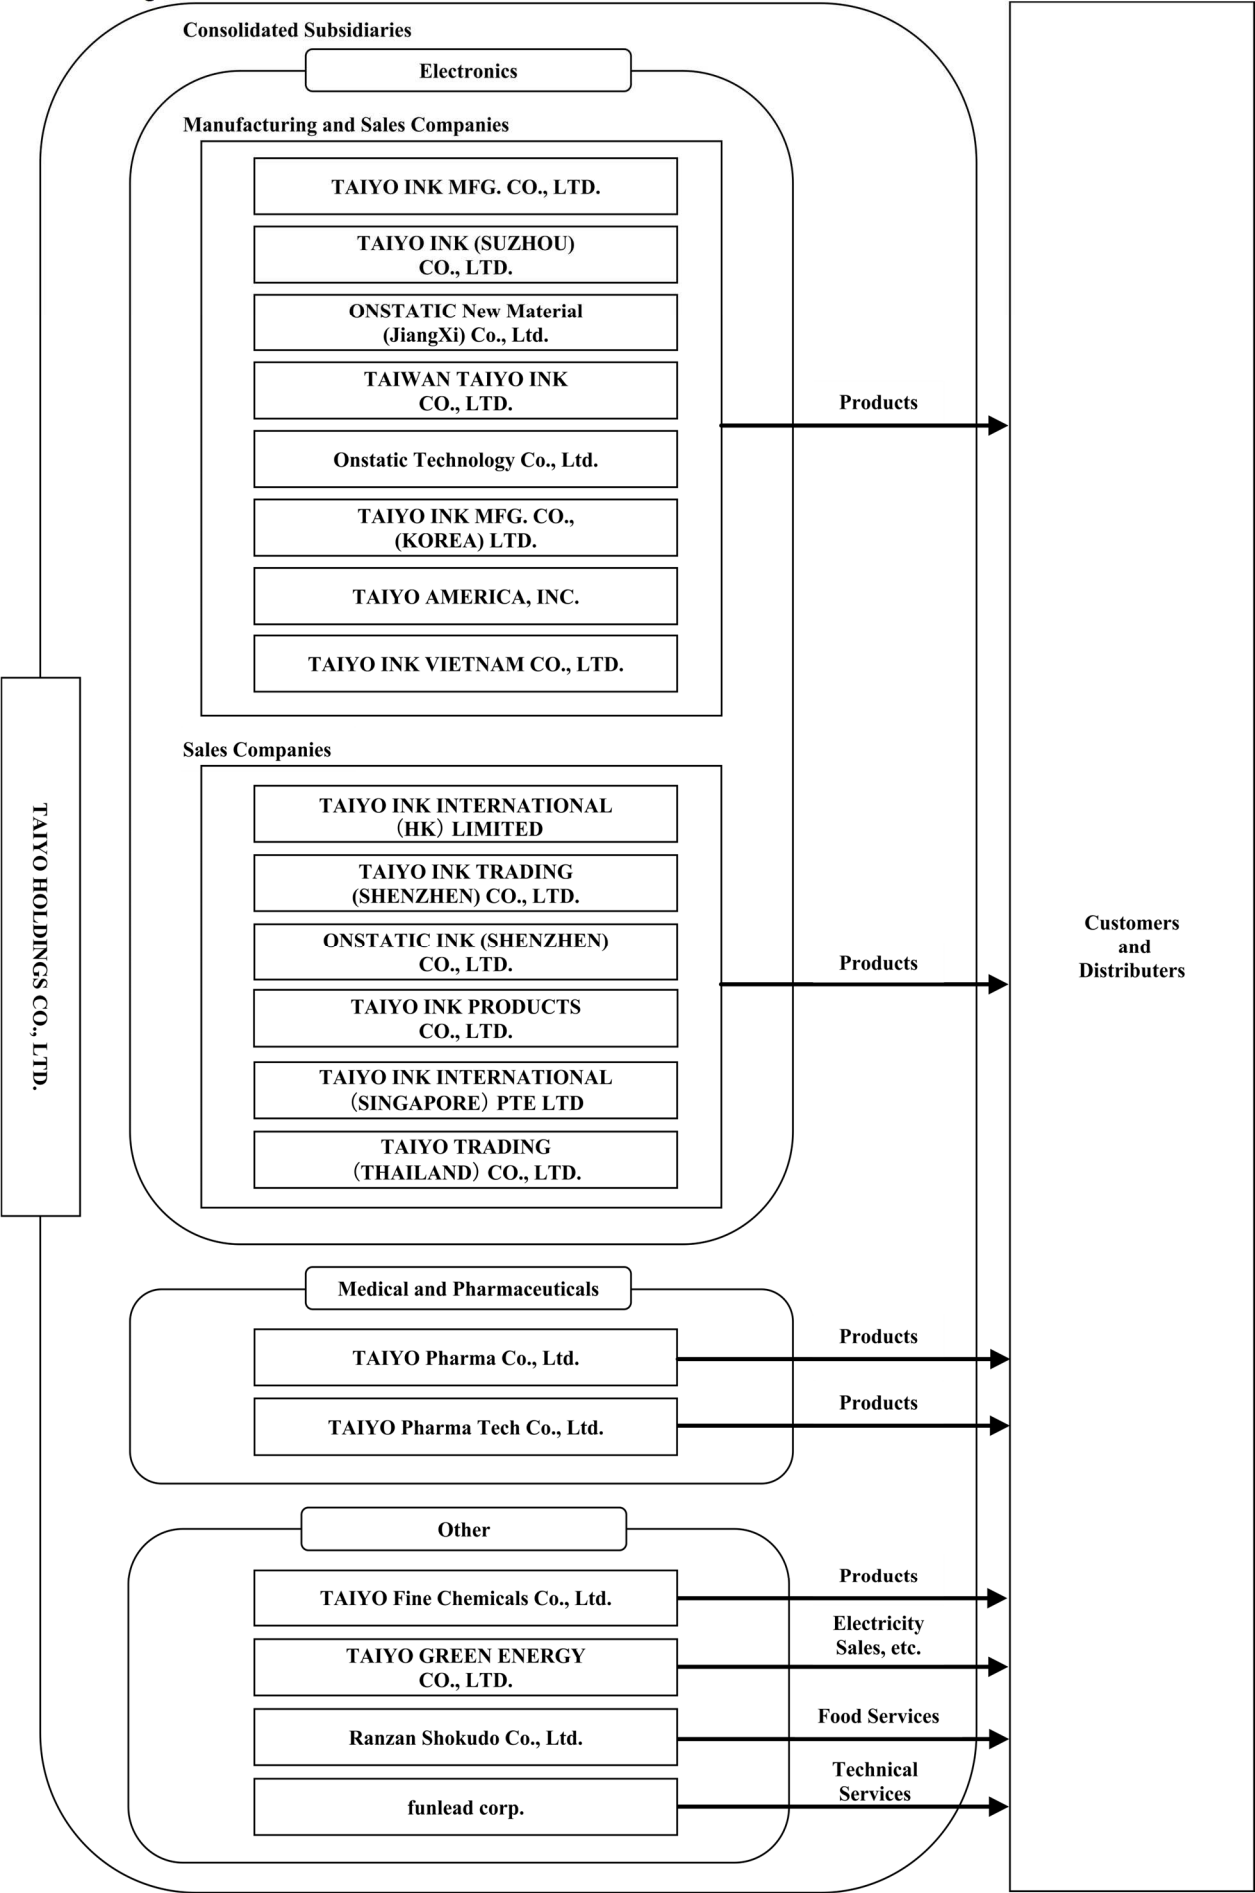 Consolidated Subsidiaries
Electronics
Manufacturing and Sales Companies
TAIYO INK MFG. CO., LTD.
TAIYO INK (SUZHOU)
CO., LTD.
ONSTATIC New Material
(JiangXi) Co., Ltd.
TAIWAN TAIYO INK
CO., LTD.
Onstatic Technology Co., Ltd.
TAIYO INK MFG. CO.,
(KOREA) LTD.
TAIYO AMERICA, INC.
TAIYO INK VIETNAM CO., LTD.
Products
Sales Companies
TAIYO INK INTERNATIONAL
（HK） LIMITED
TAIYO INK TRADING
(SHENZHEN) CO., LTD.
ONSTATIC INK (SHENZHEN)
CO., LTD.
TAIYO INK PRODUCTS
CO., LTD.
TAIYO INK INTERNATIONAL
（SINGAPORE） PTE LTD
TAIYO TRADING
（THAILAND） CO., LTD.
Products
TAIYO HOLDINGS CO., LTD.
Customers
and
Distributers
Medical and Pharmaceuticals
TAIYO Pharma Co., Ltd.
Products
TAIYO Pharma Tech Co., Ltd.
Products
Other
TAIYO Fine Chemicals Co., Ltd.
Products
TAIYO GREEN ENERGY
CO., LTD.
Electricity
Sales, etc.
Ranzan Shokudo Co., Ltd.
Food Services
funlead corp.
Technical
Services